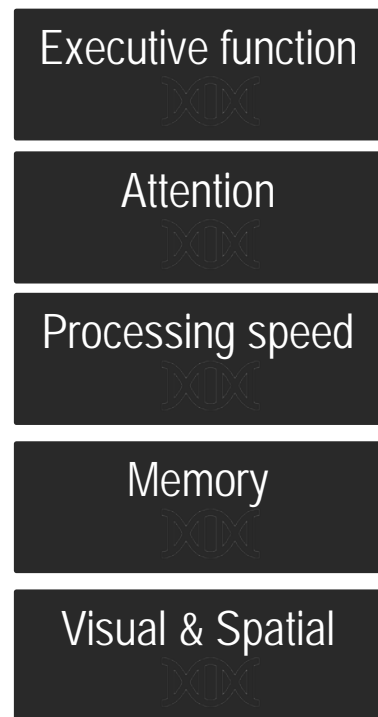 Executive function
Attention
Processing speed
Memory
Visual & Spatial